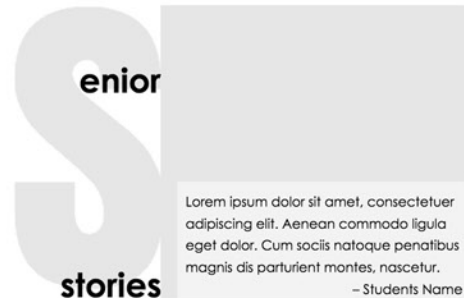 S
enior
stories
Lorem ipsum dolor sit amet, consectetuer
adipiscing elit. Aenean commodo ligula
eget dolor. Cum sociis natoque penatibus
magnis dis parturient montes, nascetur.
– Students Name